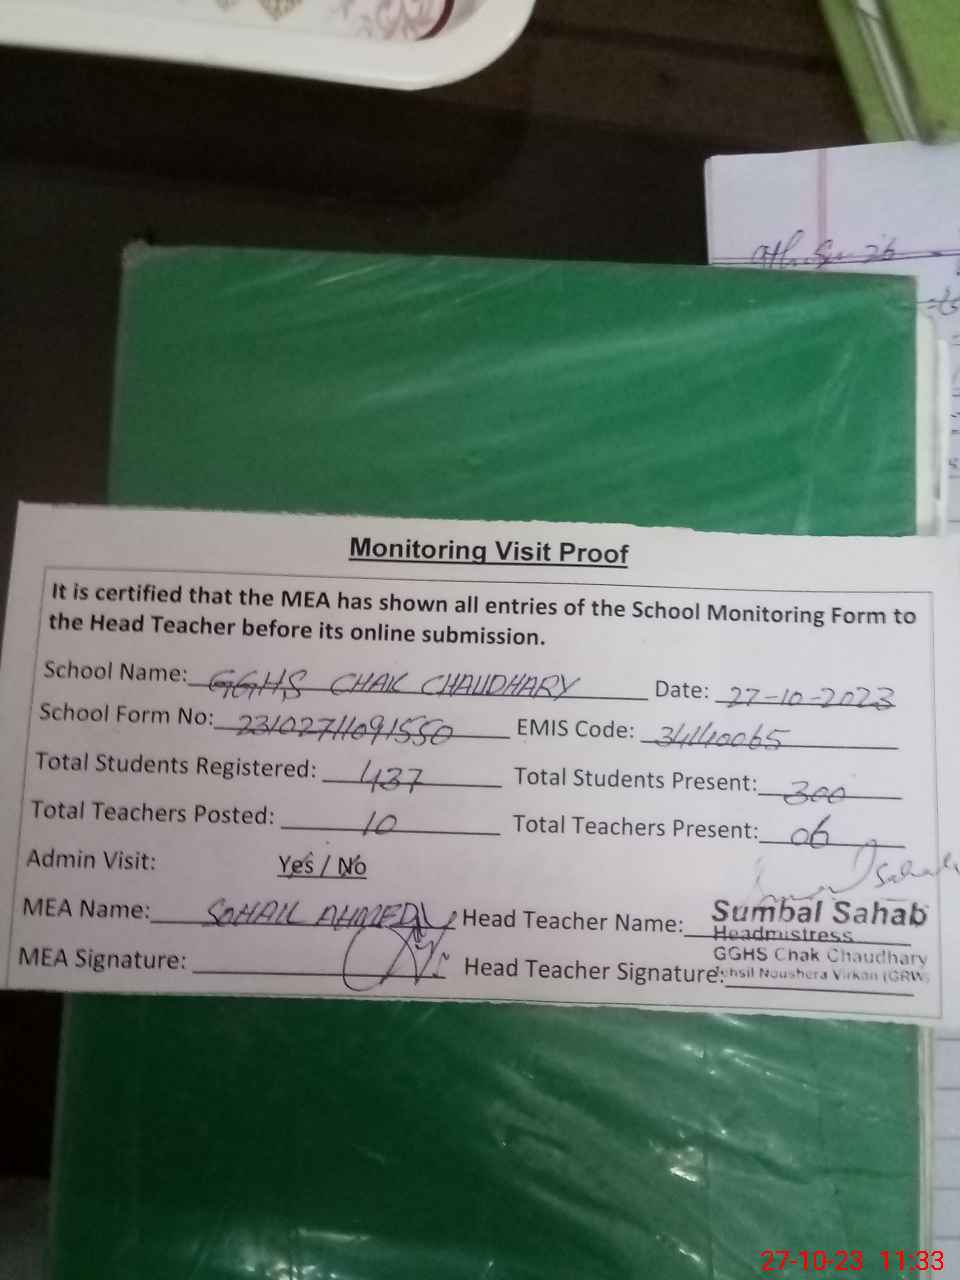 Monitoring Visit Proof
It is certified that the MEA has shown all entries of the School Monitoring Form to
the Head Teacher before its online submission.
School Name: GGHS CHAK CHAUDHARY Date: 27-10-2023
School Form No: 23102711091550 EMIS Code: 34140065
Total Students Registered: 437 Total Students Present: 300
Total Teachers Posted: 10 Total Teachers Present: 06
Admin Visit: Yes / No
MEA Name: SOHAIL AHMED Head Teacher Name: Sumbal Sahab
Headmistress
GGHS Chak Chaudhary
MEA Signature: Head Teacher Signature:
Noushera Virkan (GRW)
27-10-23 11:33